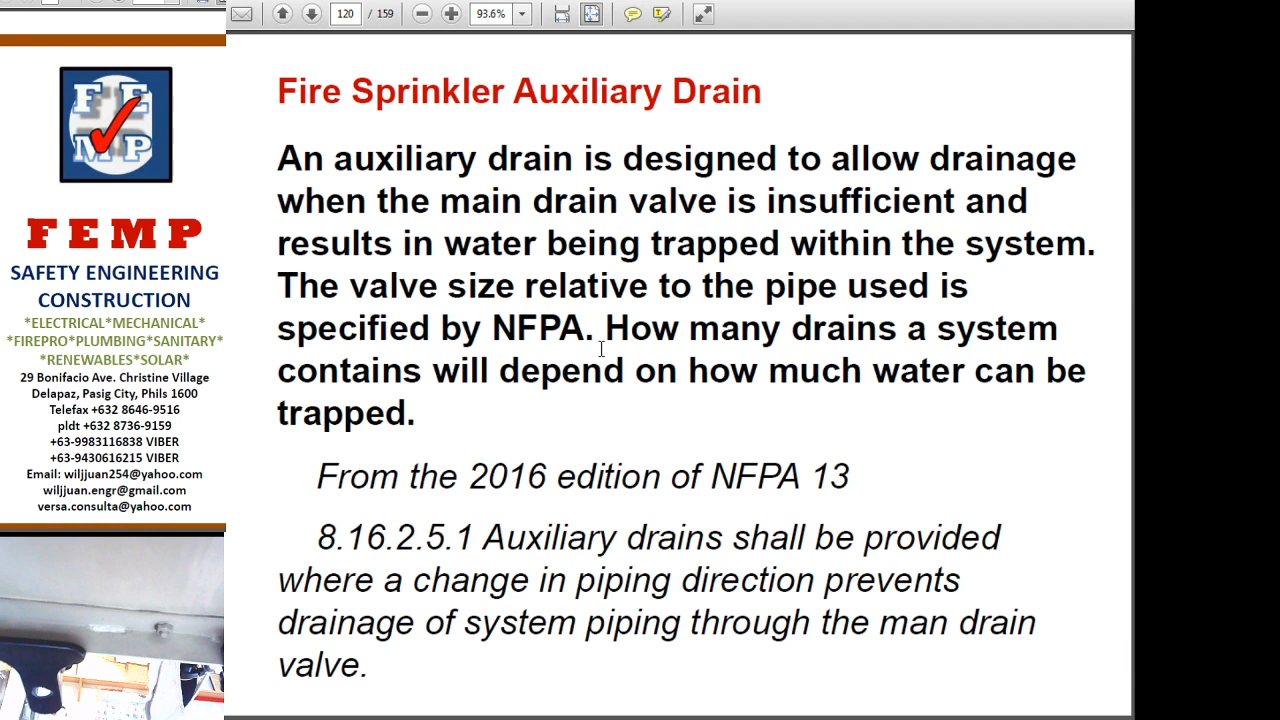 120 / 159
93.6%
F E
M P
F E M P
SAFETY ENGINEERING
CONSTRUCTION
*ELECTRICAL*MECHANICAL*
*FIREPRO*PLUMBING*SANITARY*
*RENEWABLES*SOLAR*
29 Bonifacio Ave. Christine Village
Delapaz, Pasig City, Phils 1600
Telefax +632 8646-9516
pldt +632 8736-9159
+63-9983116838 VIBER
+63-9430616215 VIBER
Email: wiljjuan254@yahoo.com
wiljjuan.engr@gmail.com
versa.consulta@yahoo.com
Fire Sprinkler Auxiliary Drain
An auxiliary drain is designed to allow drainage
when the main drain valve is insufficient and
results in water being trapped within the system.
The valve size relative to the pipe used is
specified by NFPA. How many drains a system
contains will depend on how much water can be
trapped.
From the 2016 edition of NFPA 13
8.16.2.5.1 Auxiliary drains shall be provided
where a change in piping direction prevents
drainage of system piping through the man drain
valve.